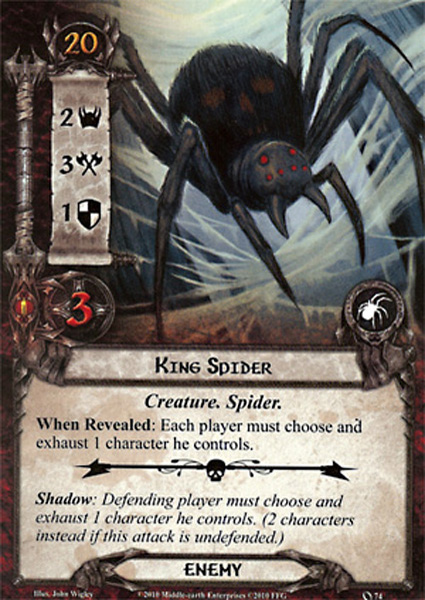 20
2
3
1
3
KING SPIDER
Creature. Spider.
When Revealed: Each player must choose and
exhaust 1 character he controls.
Shadow: Defending player must choose and
exhaust 1 character he controls. (2 characters
instead if this attack is undefended.)
ENEMY
Illus. John Wigley ©2010 Middle-earth Enterprises ©2010 FFG 74